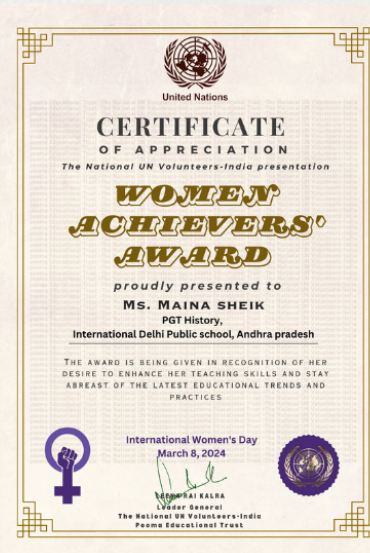 United Nations
CERTIFICATE
OF APPRECIATION
The National UN Volunteers-India presentation
WOMEN
ACHIEVERS'
AWARD
proudly presented to
MS. MAINA SHEIK
PGT History,
International Delhi Public school, Andhra pradesh
THE AWARD IS BEING GIVEN IN RECOGNITION OF HER
DESIRE TO ENHANCE HER TEACHING SKILLS AND STAY
ABREAST OF THE LATEST EDUCATIONAL TRENDS AND
PRACTICES
International Women's Day
March 8, 2024
RAI KALRA
Leader General
The National UN Volunteers-India
Pooma Educational Trust